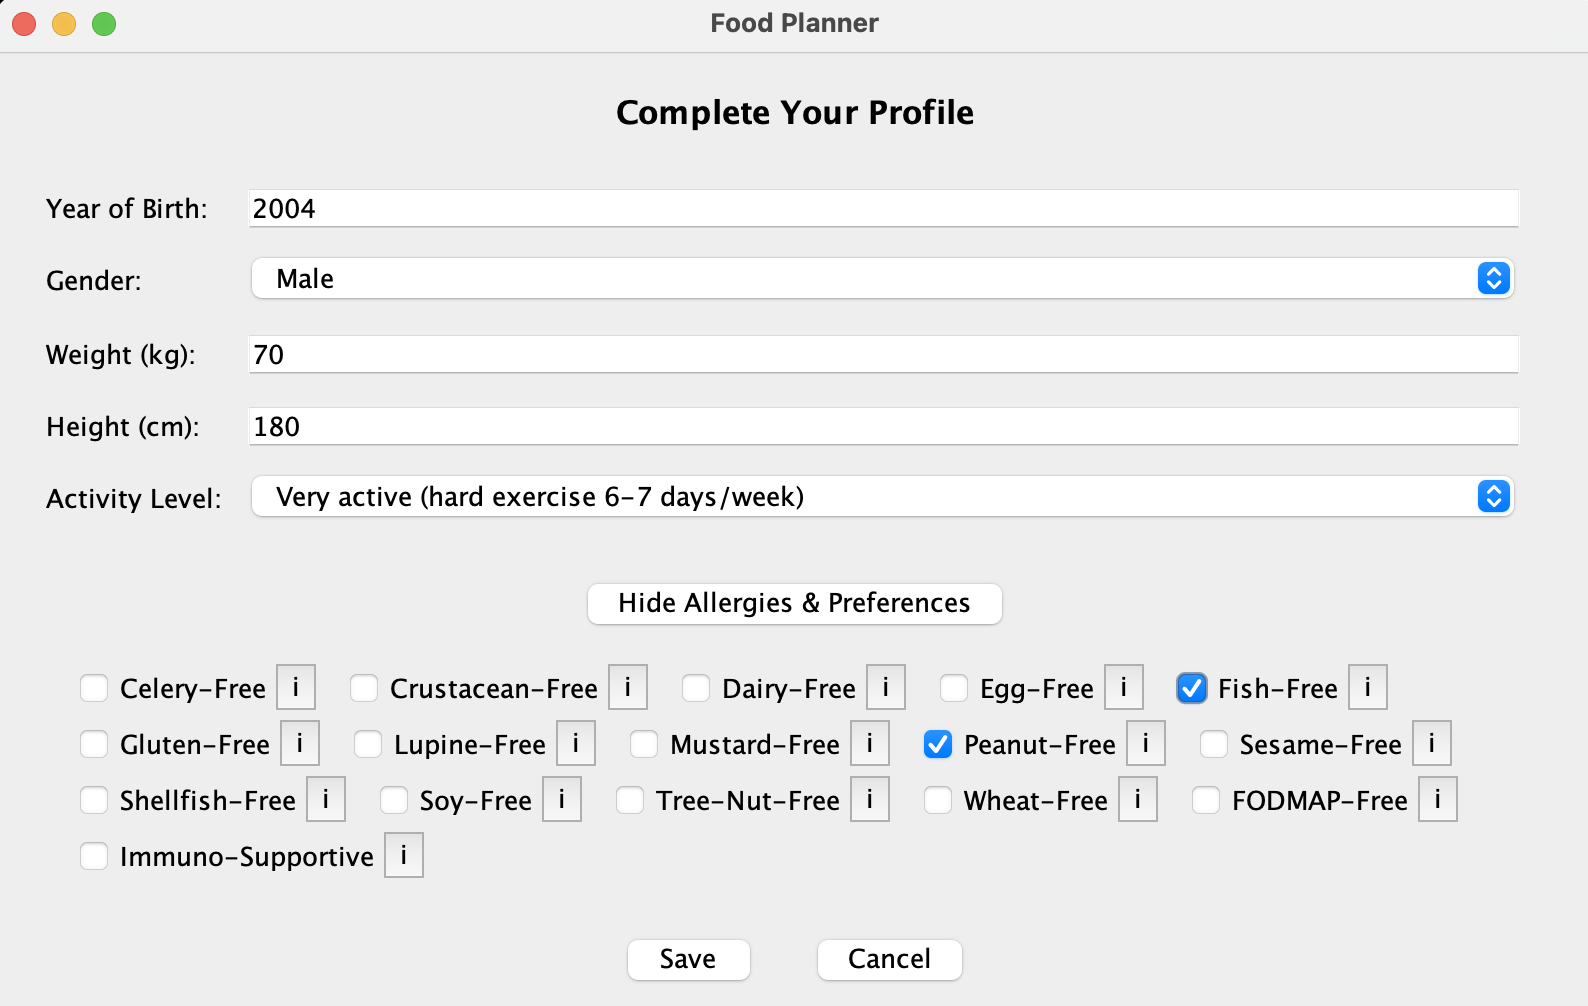 Food Planner
Complete Your Profile
Year of Birth: 2004
Gender: Male
Weight (kg): 70
Height (cm): 180
Activity Level: Very active (hard exercise 6-7 days/week)
Hide Allergies & Preferences
Celery-Free i Crustacean-Free i Dairy-Free i Egg-Free i Fish-Free i
Gluten-Free i Lupine-Free i Mustard-Free i Peanut-Free i Sesame-Free i
Shellfish-Free i Soy-Free i Tree-Nut-Free i Wheat-Free i FODMAP-Free i
Immuno-Supportive i
Save Cancel